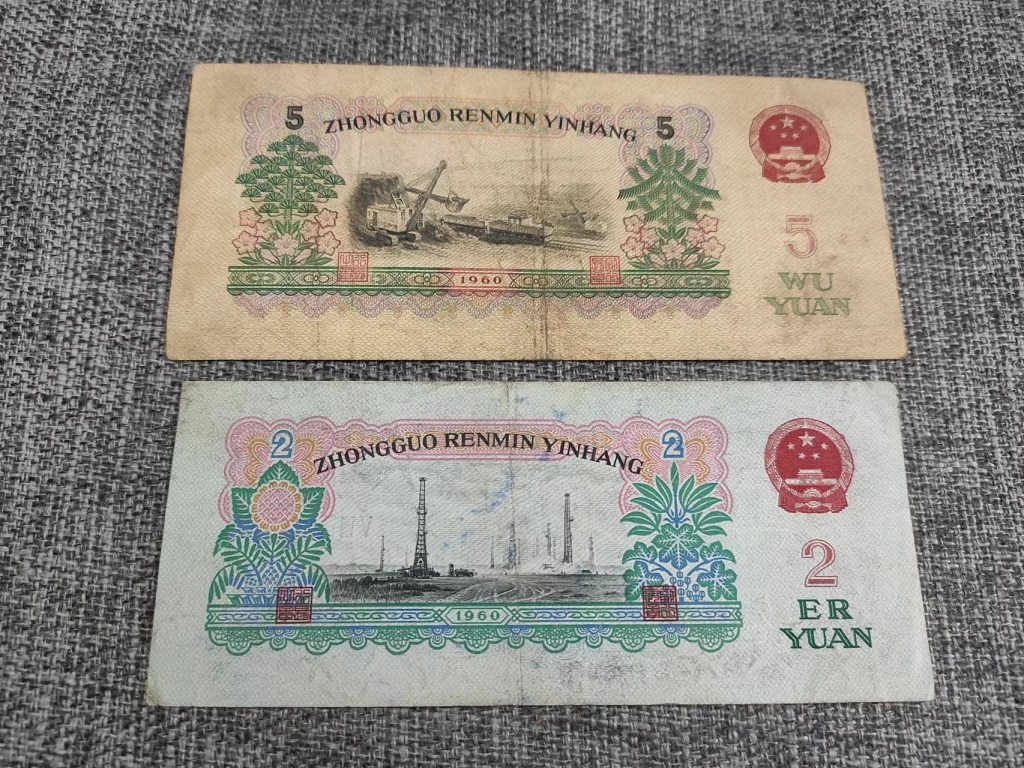 5 ZHONGGUO RENMIN YINHANG 5
5
WU
YUAN
1960
2 ZHONGGUO RENMIN YINHANG 2
2
ER
YUAN
1960